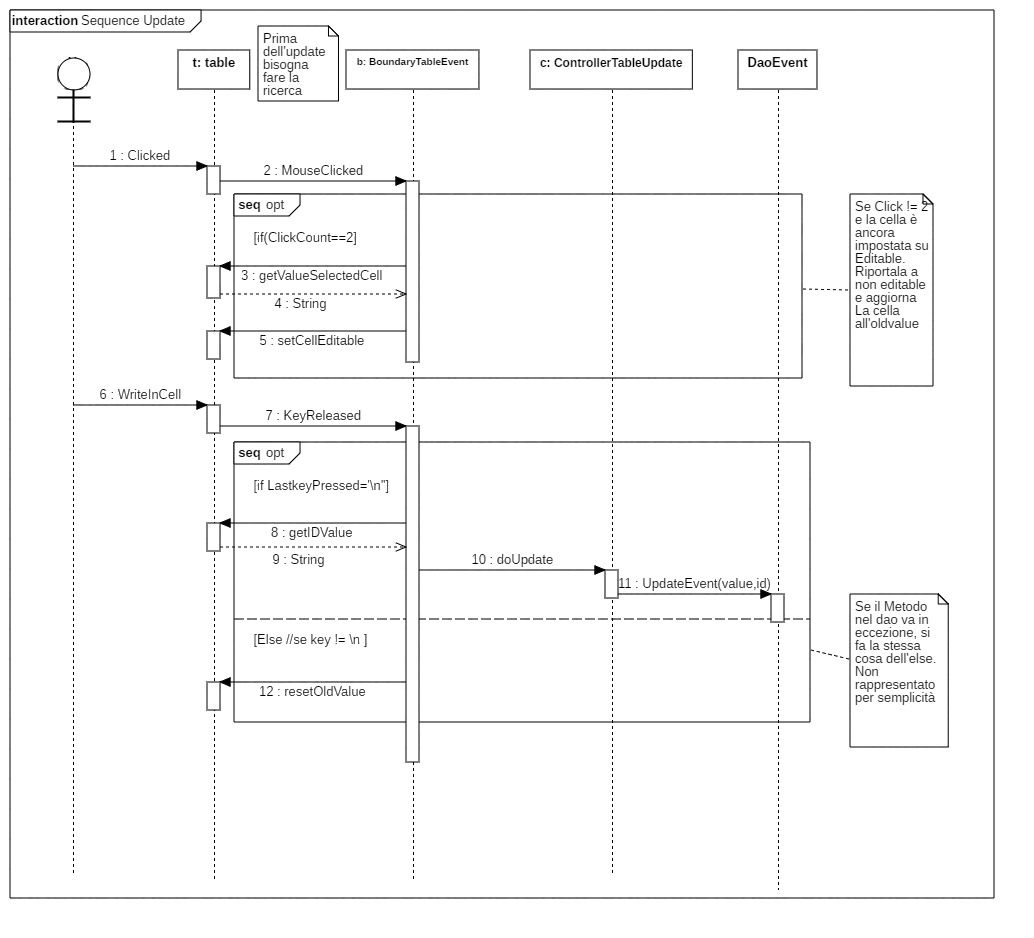 interaction Sequence Update
Prima
dell'update
bisogna
fare la
ricerca
t: table
b: BoundaryTableEvent
c: ControllerTableUpdate
DaoEvent
1 : Clicked
2 : MouseClicked
seq opt
[if(ClickCount==2]
3 : getValueSelectedCell
4 : String
5 : setCellEditable
Se Click != 2
e la cella è
ancora
impostata su
Editable.
Riportala a
non editable
e aggiorna
La cella
all'oldvalue
6 : WriteInCell
7 : KeyReleased
seq opt
[if LastkeyPressed='\n"]
8 : getIDValue
9 : String
10 : doUpdate
11 : UpdateEvent(value,id)
[Else //se key != \n ]
12 : resetOldValue
Se il Metodo
nel dao va in
eccezione, si
fa la stessa
cosa dell'else.
Non
rappresentato
per semplicità